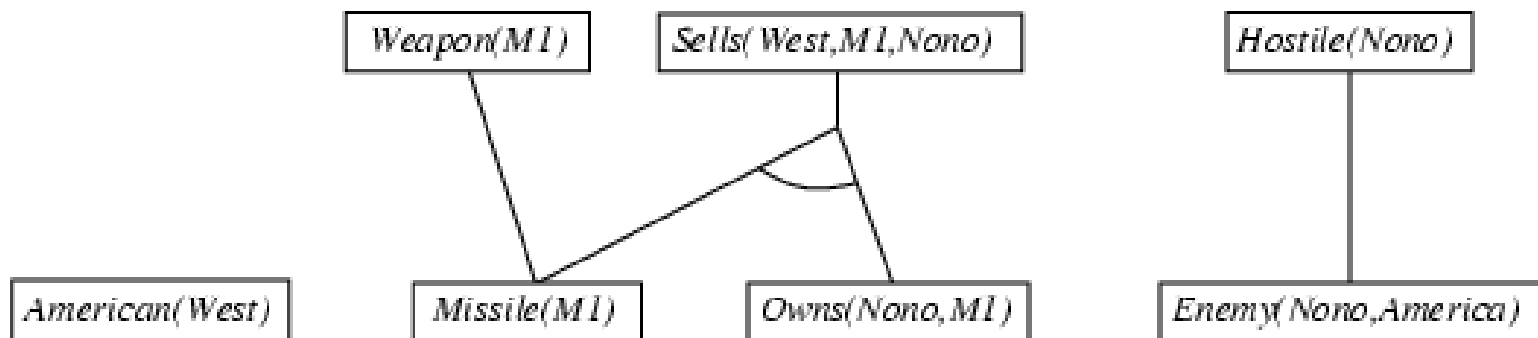 Weapon(M1)
Sells(West,M1,Nono)
Hostile(Nono)
American(West)
Missile(M1)
Owns(Nono,M1)
Enemy(Nono,America)